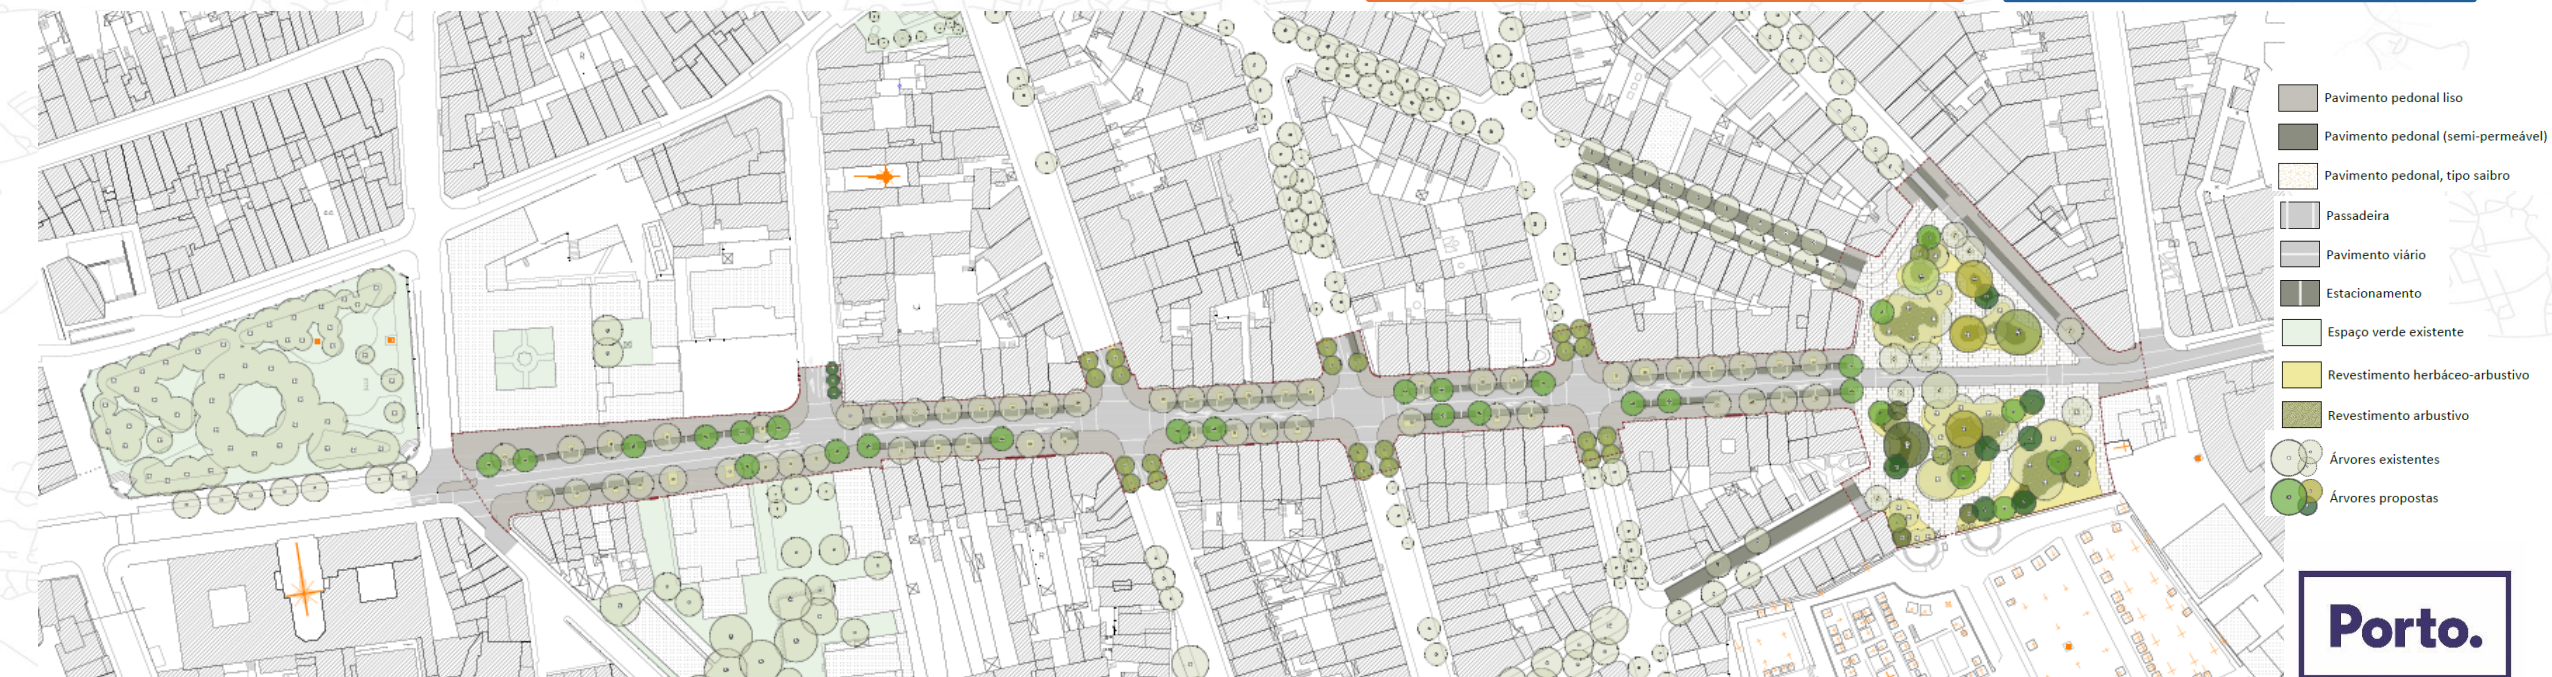 Pavimento pedonal liso
Pavimento pedonal (semi-permeável)
Pavimento pedonal, tipo saibro
Passadeira
Pavimento viário
Estacionamento
Espaço verde existente
Revestimento herbáceo-arbustivo
Revestimento arbustivo
Árvores existentes
Árvores propostas
Porto.